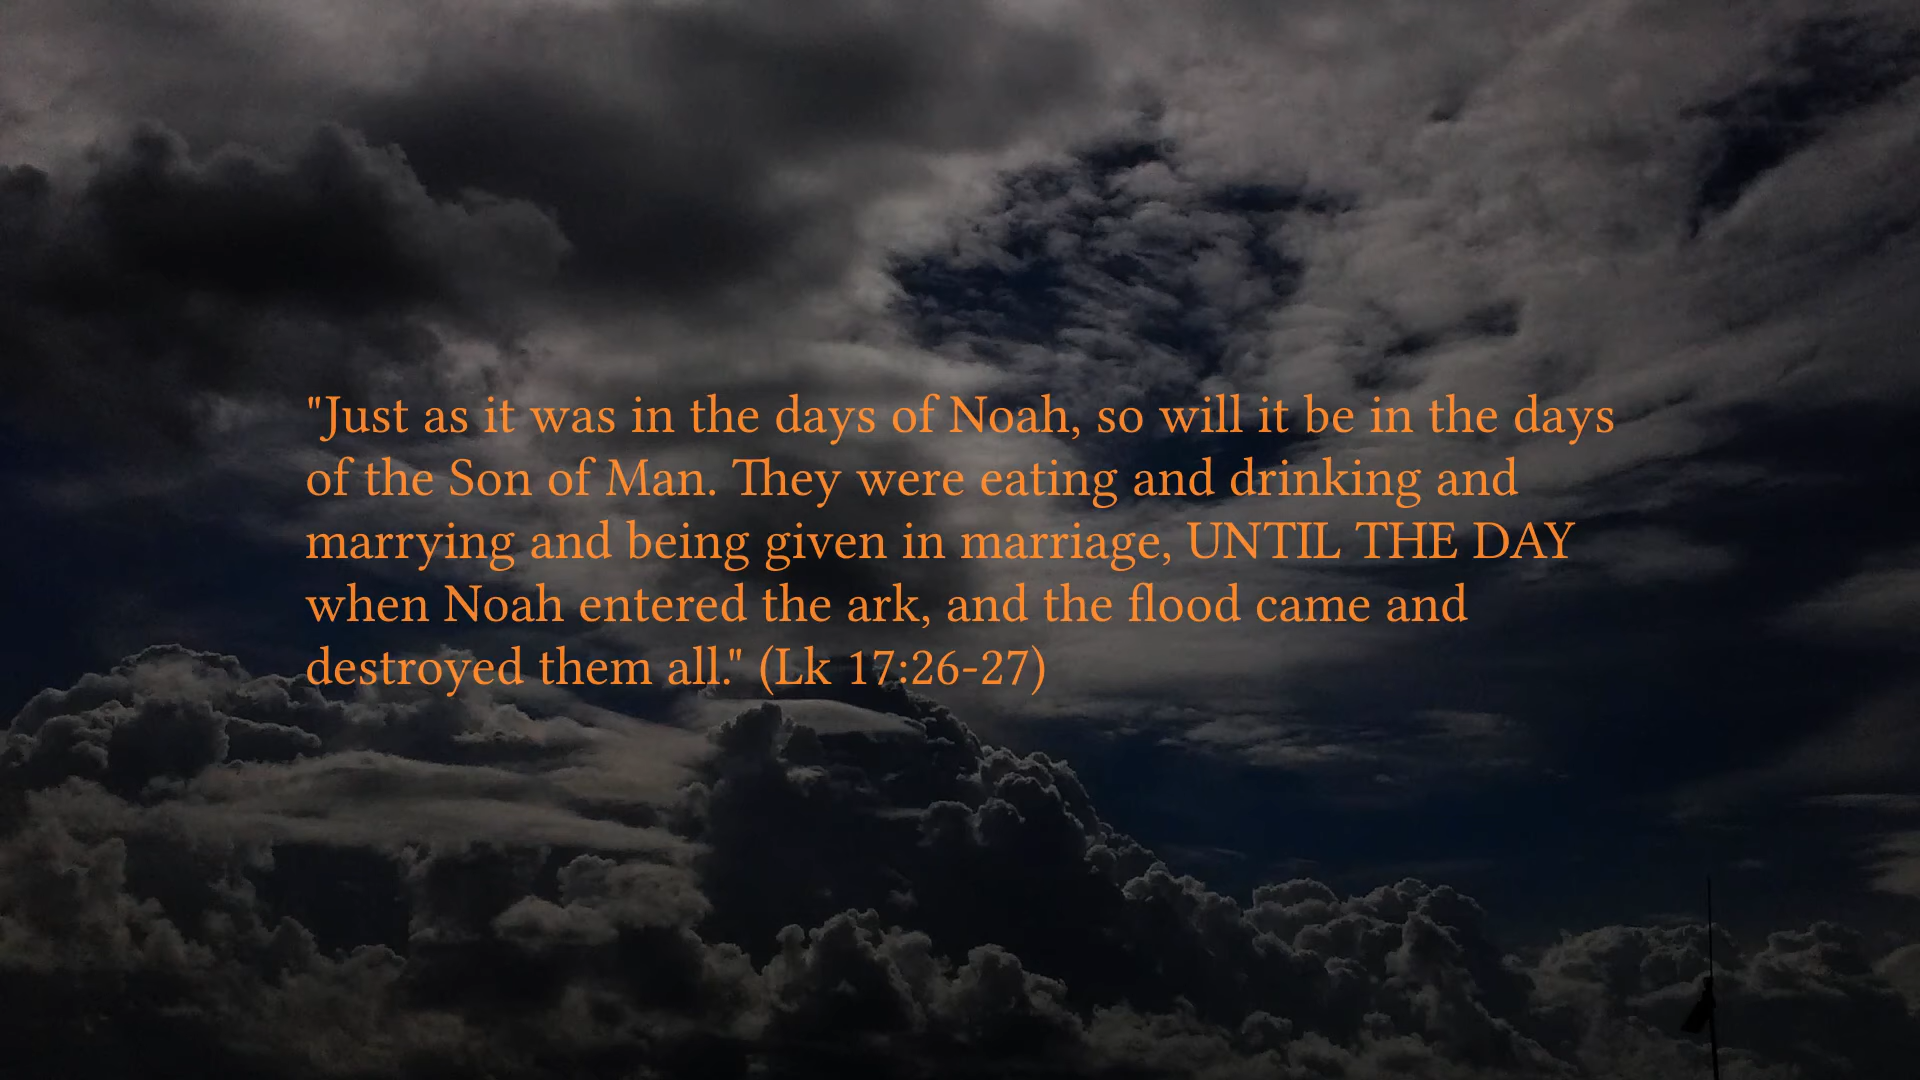 "Just as it was in the days of Noah, so will it be in the days
of the Son of Man. They were eating and drinking and
marrying and being given in marriage, UNTIL THE DAY
when Noah entered the ark, and the flood came and
destroyed them all." (Lk 17:26-27)